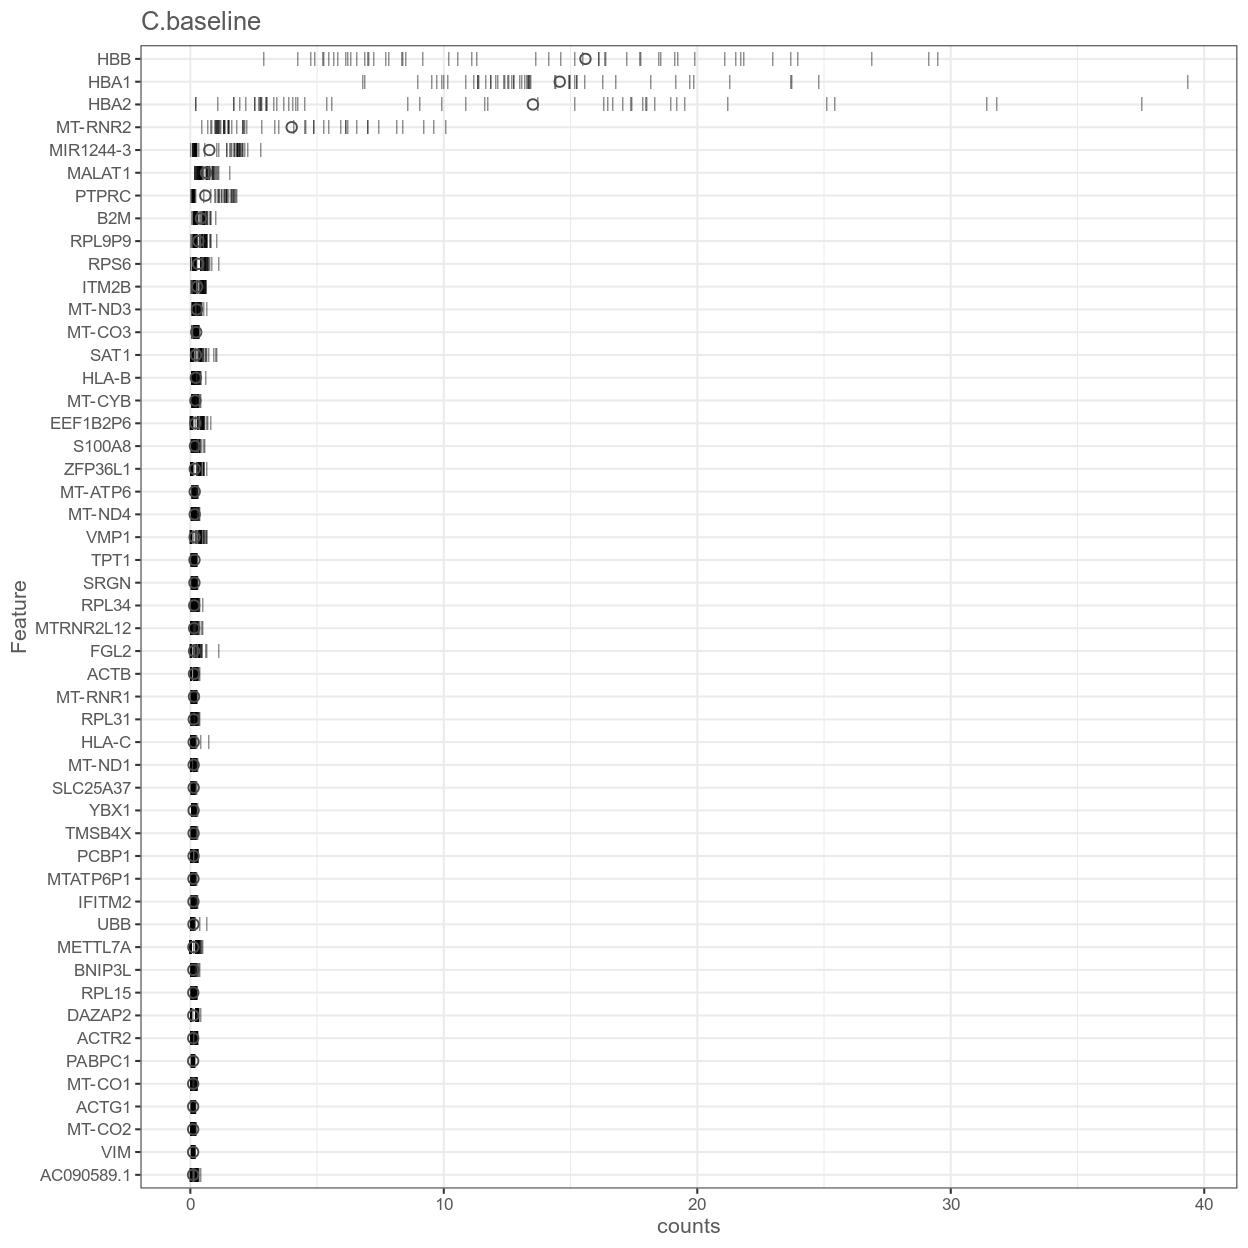 C.baseline
HBB
HBA1
HBA2
MT-RNR2
MIR1244-3
MALAT1
PTPRC
B2M
RPL9P9
RPS6
ITM2B
MT-ND3
MT-CO3
SAT1
HLA-B
MT-CYB
EEF1B2P6
S100A8
ZFP36L1
MT-ATP6
MT-ND4
VMP1
TPT1
SRGN
RPL34
MTRNR2L12
FGL2
ACTB
MT-RNR1
RPL31
HLA-C
MT-ND1
SLC25A37
YBX1
TMSB4X
PCBP1
MTATP6P1
IFITM2
UBB
METTL7A
BNIP3L
RPL15
DAZAP2
ACTR2
PABPC1
MT-CO1
ACTG1
MT-CO2
VIM
AC090589.1
Feature
0 10 20 30 40
counts